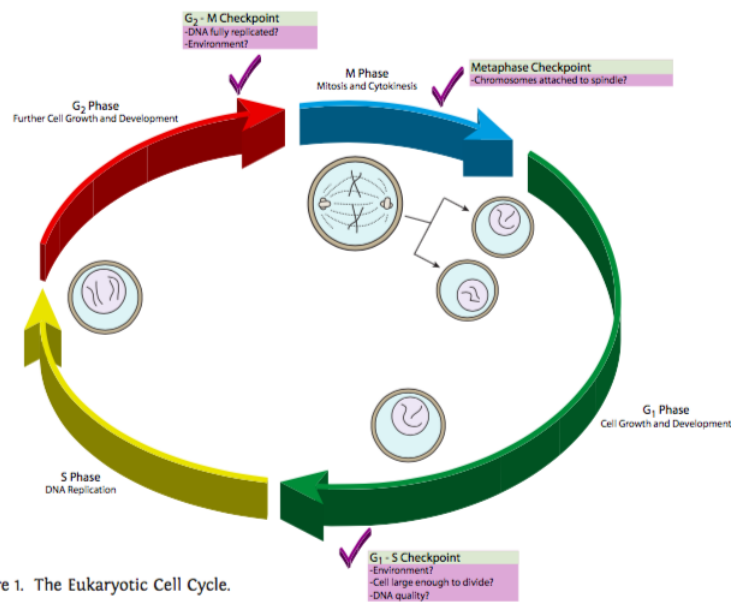 G2 - M Checkpoint
-DNA fully replicated?
-Environment?
M Phase
Mitosis and Cytokinesis
Metaphase Checkpoint
-Chromosomes attached to spindle?
G2 Phase
Further Cell Growth and Development
G1 Phase
Cell Growth and Development
S Phase
DNA Replication
G1 - S Checkpoint
-Environment?
-Cell large enough to divide?
-DNA quality?
re 1. The Eukaryotic Cell Cycle.